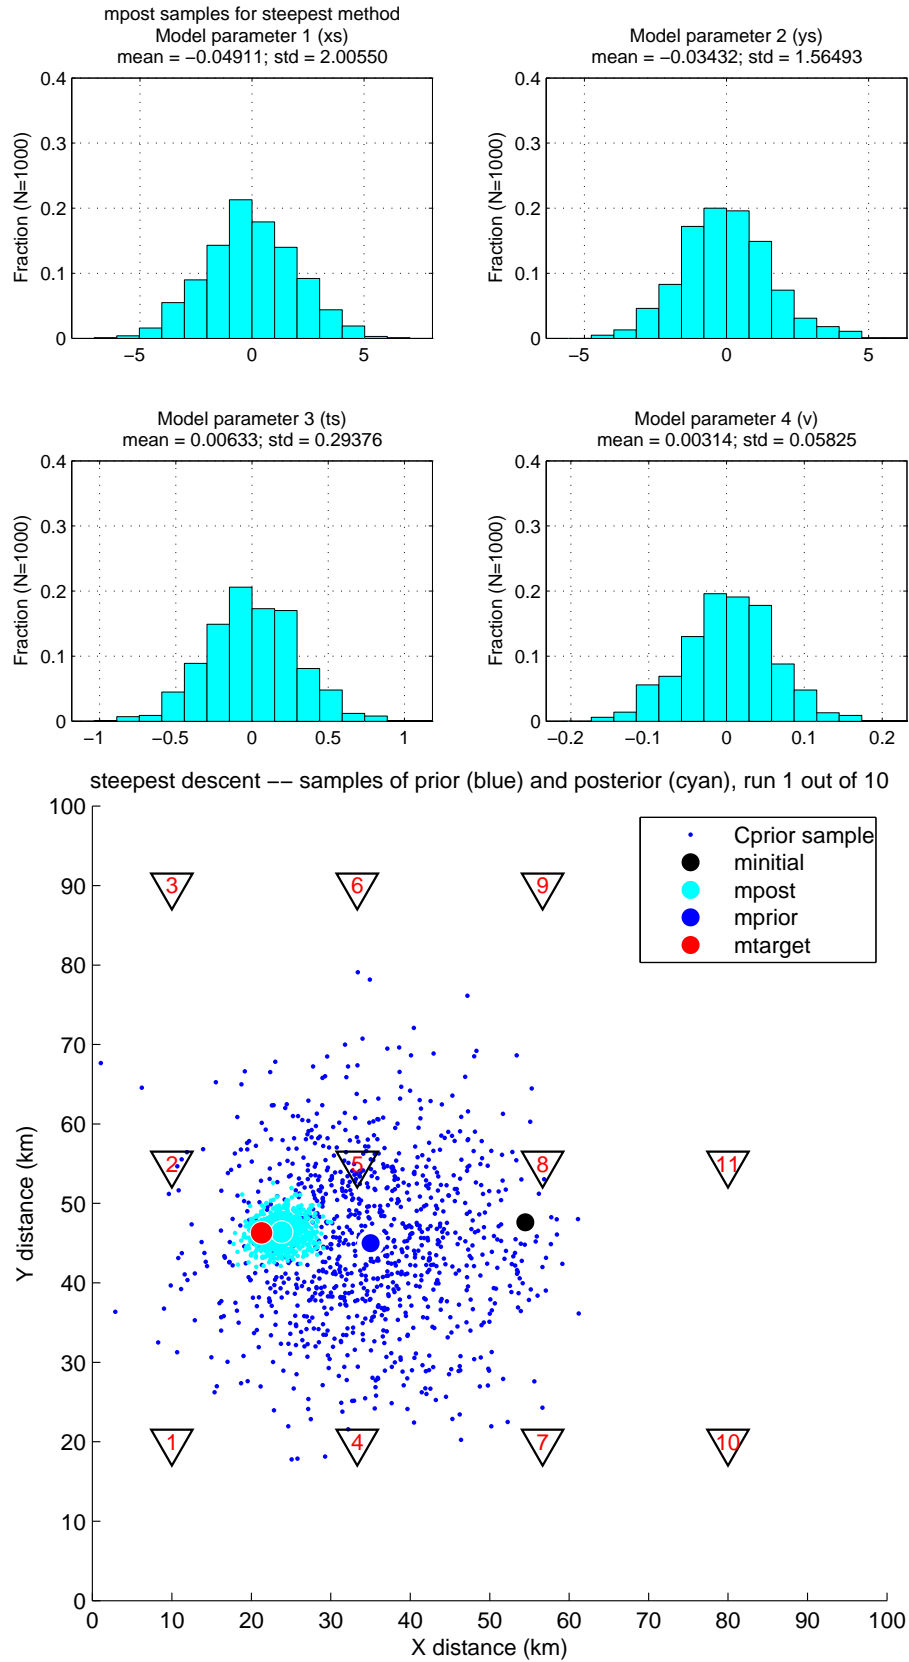 mpost samples for steepest method
Model parameter 1 (xs)
mean = −0.04911; std = 2.00550
0.4
0.3
0.2
0.1
0
Fraction (N=1000)
−5 0 5
Model parameter 2 (ys)
mean = −0.03432; std = 1.56493
0.4
0.3
0.2
0.1
0
Fraction (N=1000)
−5 0 5
Model parameter 3 (ts)
mean = 0.00633; std = 0.29376
0.4
0.3
0.2
0.1
0
Fraction (N=1000)
−1 −0.5 0 0.5 1
Model parameter 4 (v)
mean = 0.00314; std = 0.05825
0.4
0.3
0.2
0.1
0
Fraction (N=1000)
−0.2 −0.1 0 0.1 0.2
steepest descent −− samples of prior (blue) and posterior (cyan), run 1 out of 10
100
90
80
70
60
50
40
30
20
10
0
Y distance (km)
Cprior sample
minitial
mpost
mprior
mtarget
3 6 9
2 5 8 11
1 4 7 10
0 10 20 30 40 50 60 70 80 90 100
X distance (km)